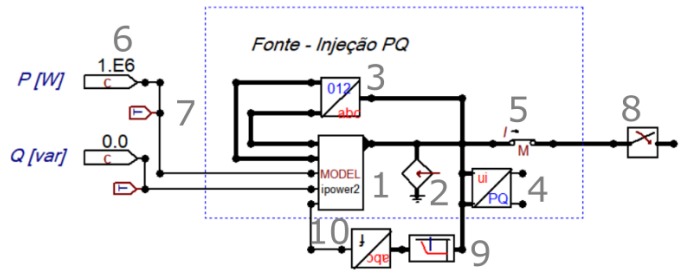 6
1.E6
Fonte - Injeção PQ
P [W]
C
T
7
012
abc
3
0.0
Q [var]
C
T
MODEL
ipower2
1
2
I
M
5
ui
PQ
4
8
10
f
abc
9